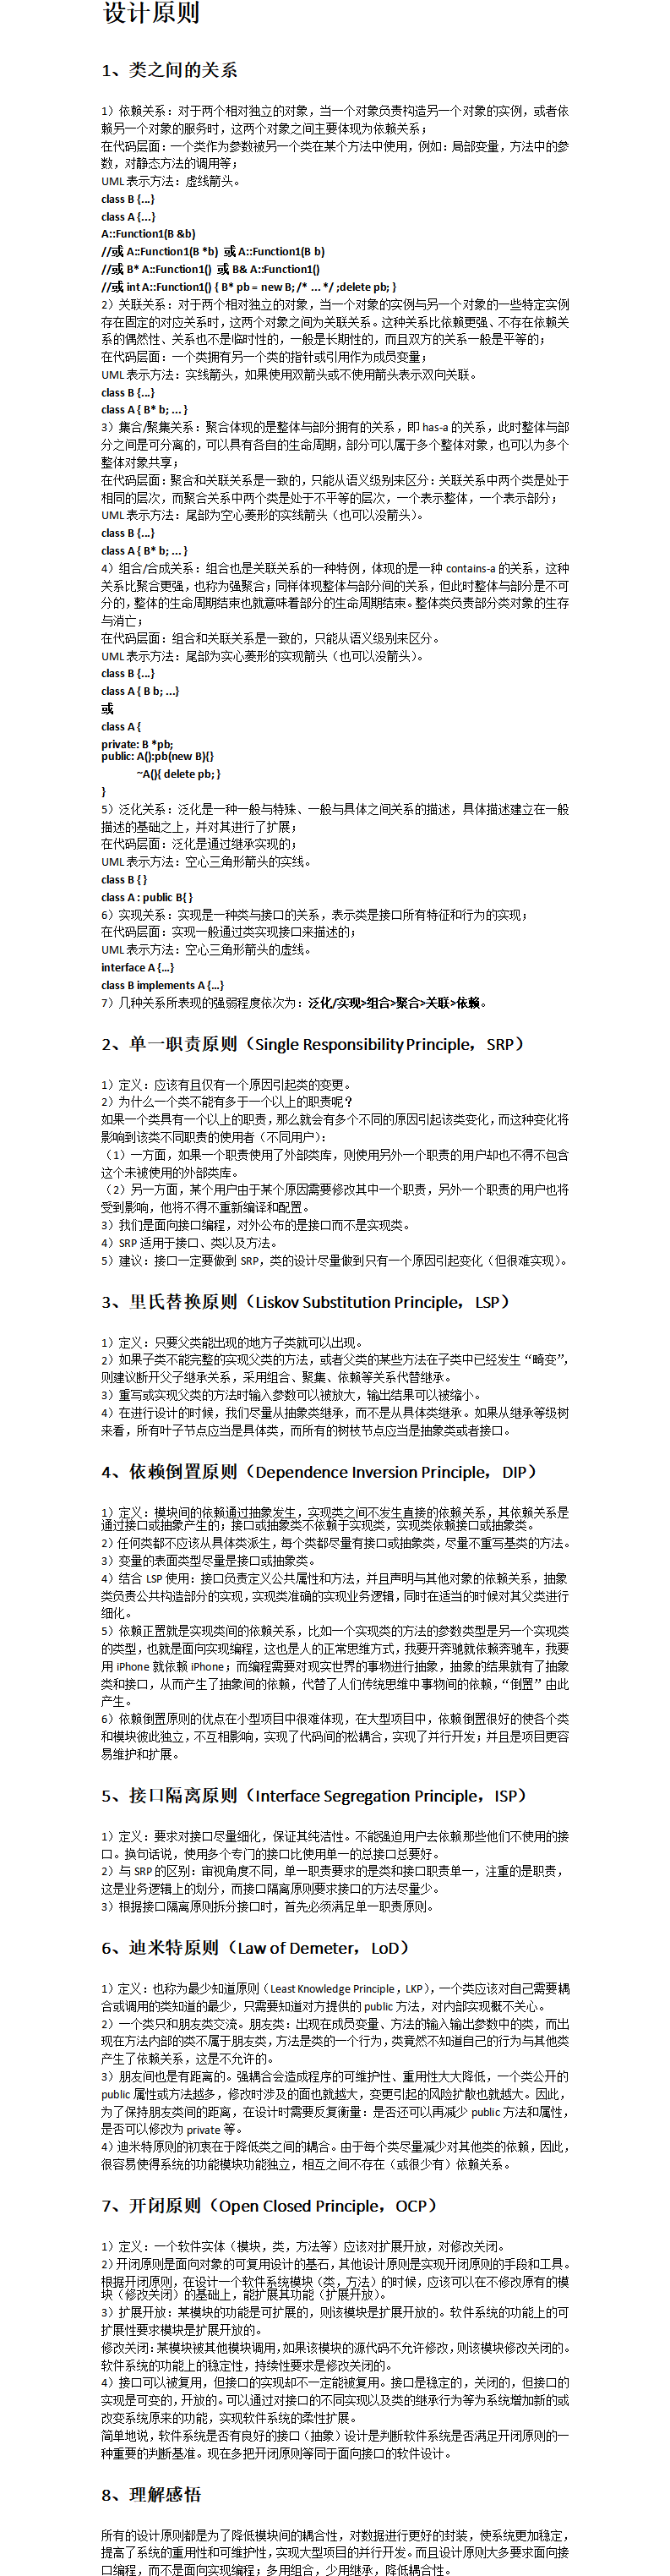 设计原则
1、类之间的关系
1）依赖关系：对于两个相对独立的对象，当一个对象负责构造另一个对象的实例，或者依
赖另一个对象的服务时，这两个对象之间主要体现为依赖关系；
在代码层面：一个类作为参数被另一个类在某个方法中使用，例如：局部变量，方法中的参
数，对静态方法的调用等；
UML 表示方法：虚线箭头。
class B {...}
class A {...}
A::Function1(B &b)
//或 A::Function1(B *b)  或 A::Function1(B b)
//或 B* A::Function1()  或 B& A::Function1()
//或 int A::Function1() { B* pb = new B; /* ... */ ;delete pb; }
2）关联关系：对于两个相对独立的对象，当一个对象的实例与另一个对象的一些特定实例
存在固定的对应关系时，这两个对象之间为关联关系。这种关系比依赖更强、不存在依赖关
系的偶然性、关系也不是临时性的，一般是长期性的，而且双方的关系一般是平等的；
在代码层面：一个类拥有另一个类的指针或引用作为成员变量；
UML 表示方法：实线箭头，如果使用双箭头或不使用箭头表示双向关联。
class B {...}
class A { B* b; ... }
3）集合/聚集关系：聚合体现的是整体与部分拥有的关系，即 has-a 的关系，此时整体与部
分之间是可分离的，可以具有各自的生命周期，部分可以属于多个整体对象，也可以为多个
整体对象共享；
在代码层面：聚合和关联关系是一致的，只能从语义级别来区分：关联关系中两个类是处于
相同的层次，而聚合关系中两个类是处于不平等的层次，一个表示整体，一个表示部分；
UML 表示方法：尾部为空心菱形的实线箭头（也可以没箭头）。
class B {...}
class A { B* b; ... }
4）组合/合成关系：组合也是关联关系的一种特例，体现的是一种 contains-a 的关系，这种
关系比聚合更强，也称为强聚合；同样体现整体与部分间的关系，但此时整体与部分是不可
分的，整体的生命周期结束也就意味着部分的生命周期结束。整体类负责部分类对象的生存
与消亡；
在代码层面：组合和关联关系是一致的，只能从语义级别来区分。
UML 表示方法：尾部为实心菱形的实现箭头（也可以没箭头）。
class B {...}
class A { B b; ...}
或
class A {
private: B *pb;
public: A():pb(new B){}
~A(){ delete pb; }
}
5）泛化关系：泛化是一种一般与特殊、一般与具体之间关系的描述，具体描述建立在一般
描述的基础之上，并对其进行了扩展；
在代码层面：泛化是通过继承实现的；
UML 表示方法：空心三角形箭头的实线。
class B { }
class A : public B{ }
6）实现关系：实现是一种类与接口的关系，表示类是接口所有特征和行为的实现；
在代码层面：实现一般通过类实现接口来描述的；
UML 表示方法：空心三角形箭头的虚线。
interface A {...}
class B implements A {...}
7）几种关系所表现的强弱程度依次为：泛化/实现>组合>聚合>关联>依赖。
2、单一职责原则（Single Responsibility Principle，SRP）
1）定义：应该有且仅有一个原因引起类的变更。
2）为什么一个类不能有多于一个以上的职责呢？
如果一个类具有一个以上的职责，那么就会有多个不同的原因引起该类变化，而这种变化将
影响到该类不同职责的使用者（不同用户）：
（1）一方面，如果一个职责使用了外部类库，则使用另外一个职责的用户却也不得不包含
这个未被使用的外部类库。
（2）另一方面，某个用户由于某个原因需要修改其中一个职责，另外一个职责的用户也将
受到影响，他将不得不重新编译和配置。
3）我们是面向接口编程，对外公布的是接口而不是实现类。
4）SRP 适用于接口、类以及方法。
5）建议：接口一定要做到 SRP，类的设计尽量做到只有一个原因引起变化（但很难实现）。
3、里氏替换原则（Liskov Substitution Principle，LSP）
1）定义：只要父类能出现的地方子类就可以出现。
2）如果子类不能完整的实现父类的方法，或者父类的某些方法在子类中已经发生“畸变”，
则建议断开父子继承关系，采用组合、聚集、依赖等关系代替继承。
3）重写或实现父类的方法时输入参数可以被放大，输出结果可以被缩小。
4）在进行设计的时候，我们尽量从抽象类继承，而不是从具体类继承。如果从继承等级树
来看，所有叶子节点应当是具体类，而所有的树枝节点应当是抽象类或者接口。
4、依赖倒置原则（Dependence Inversion Principle，DIP）
1）定义：模块间的依赖通过抽象发生，实现类之间不发生直接的依赖关系，其依赖关系是
通过接口或抽象产生的；接口或抽象类不依赖于实现类，实现类依赖接口或抽象类。
2）任何类都不应该从具体类派生，每个类都尽量有接口或抽象类，尽量不重写基类的方法。
3）变量的表面类型尽量是接口或抽象类。
4）结合 LSP 使用：接口负责定义公共属性和方法，并且声明与其他对象的依赖关系，抽象
类负责公共构造部分的实现，实现类准确的实现业务逻辑，同时在适当的时候对其父类进行
细化。
5）依赖正置就是实现类间的依赖关系，比如一个实现类的方法的参数类型是另一个实现类
的类型，也就是面向实现编程，这也是人的正常思维方式，我要开奔驰就依赖奔驰车，我要
用 iPhone 就依赖 iPhone；而编程需要对现实世界的事物进行抽象，抽象的结果就有了抽象
类和接口，从而产生了抽象间的依赖，代替了人们传统思维中事物间的依赖，“倒置”由此
产生。
6）依赖倒置原则的优点在小型项目中很难体现，在大型项目中，依赖倒置很好的使各个类
和模块彼此独立，不互相影响，实现了代码间的松耦合，实现了并行开发；并且是项目更容
易维护和扩展。
5、接口隔离原则（Interface Segregation Principle，ISP）
1）定义：要求对接口尽量细化，保证其纯洁性。不能强迫用户去依赖那些他们不使用的接
口。换句话说，使用多个专门的接口比使用单一的总接口总要好。
2）与 SRP 的区别：审视角度不同，单一职责要求的是类和接口职责单一，注重的是职责，
这是业务逻辑上的划分，而接口隔离原则要求接口的方法尽量少。
3）根据接口隔离原则拆分接口时，首先必须满足单一职责原则。
6、迪米特原则（Law of Demeter，LoD）
1）定义：也称为最少知道原则（Least Knowledge Principle，LKP），一个类应该对自己需要耦
合或调用的类知道的最少，只需要知道对方提供的 public 方法，对内部实现概不关心。
2）一个类只和朋友类交流。朋友类：出现在成员变量、方法的输入输出参数中的类，而出
现在方法内部的类不属于朋友类，方法是类的一个行为，类竟然不知道自己的行为与其他类
产生了依赖关系，这是不允许的。
3）朋友间也是有距离的。强耦合会造成程序的可维护性、重用性大大降低，一个类公开的
public 属性或方法越多，修改时涉及的面也就越大，变更引起的风险扩散也就越大。因此，
为了保持朋友类间的距离，在设计时需要反复衡量：是否还可以再减少 public 方法和属性，
是否可以修改为 private 等。
4）迪米特原则的初衷在于降低类之间的耦合。由于每个类尽量减少对其他类的依赖，因此，
很容易使得系统的功能模块功能独立，相互之间不存在（或很少有）依赖关系。
7、开闭原则（Open Closed Principle，OCP）
1）定义：一个软件实体（模块，类，方法等）应该对扩展开放，对修改关闭。
2）开闭原则是面向对象的可复用设计的基石，其他设计原则是实现开闭原则的手段和工具。
根据开闭原则，在设计一个软件系统模块（类，方法）的时候，应该可以在不修改原有的模
块（修改关闭）的基础上，能扩展其功能（扩展开放）。
3）扩展开放：某模块的功能是可扩展的，则该模块是扩展开放的。软件系统的功能上的可
扩展性要求模块是扩展开放的。
修改关闭：某模块被其他模块调用，如果该模块的源代码不允许修改，则该模块修改关闭的。
软件系统的功能上的稳定性，持续性要求是修改关闭的。
4）接口可以被复用，但接口的实现却不一定能被复用。接口是稳定的，关闭的，但接口的
实现是可变的，开放的。可以通过对接口的不同实现以及类的继承行为等为系统增加新的或
改变系统原来的功能，实现软件系统的柔性扩展。
简单地说，软件系统是否有良好的接口（抽象）设计是判断软件系统是否满足开闭原则的一
种重要的判断基准。现在多把开闭原则等同于面向接口的软件设计。
8、理解感悟
所有的设计原则都是为了降低模块间的耦合性，对数据进行更好的封装，使系统更加稳定，
提高了系统的重用性和可维护性，实现大型项目的并行开发。而且设计原则大多要求面向接
口编程，而不是面向实现编程；多用组合，少用继承，降低耦合性。